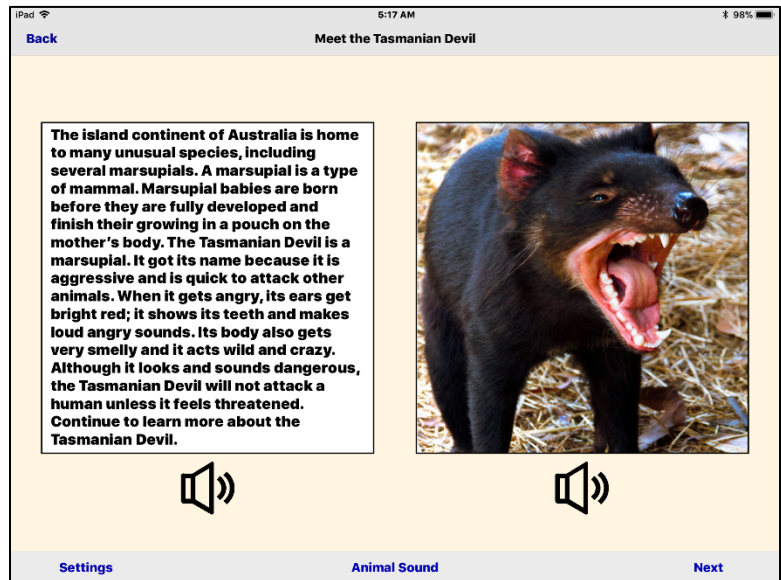 iPad 5:17 AM 98%
Back Meet the Tasmanian Devil
The island continent of Australia is home
to many unusual species, including
several marsupials. A marsupial is a type
of mammal. Marsupial babies are born
before they are fully developed and
finish their growing in a pouch on the
mother's body. The Tasmanian Devil is a
marsupial. It got its name because it is
aggressive and is quick to attack other
animals. When it gets angry, its ears get
bright red; it shows its teeth and makes
loud angry sounds. Its body also gets
very smelly and it acts wild and crazy.
Although it looks and sounds dangerous,
the Tasmanian Devil will not attack a
human unless it feels threatened.
Continue to learn more about the
Tasmanian Devil.
Settings Animal Sound Next